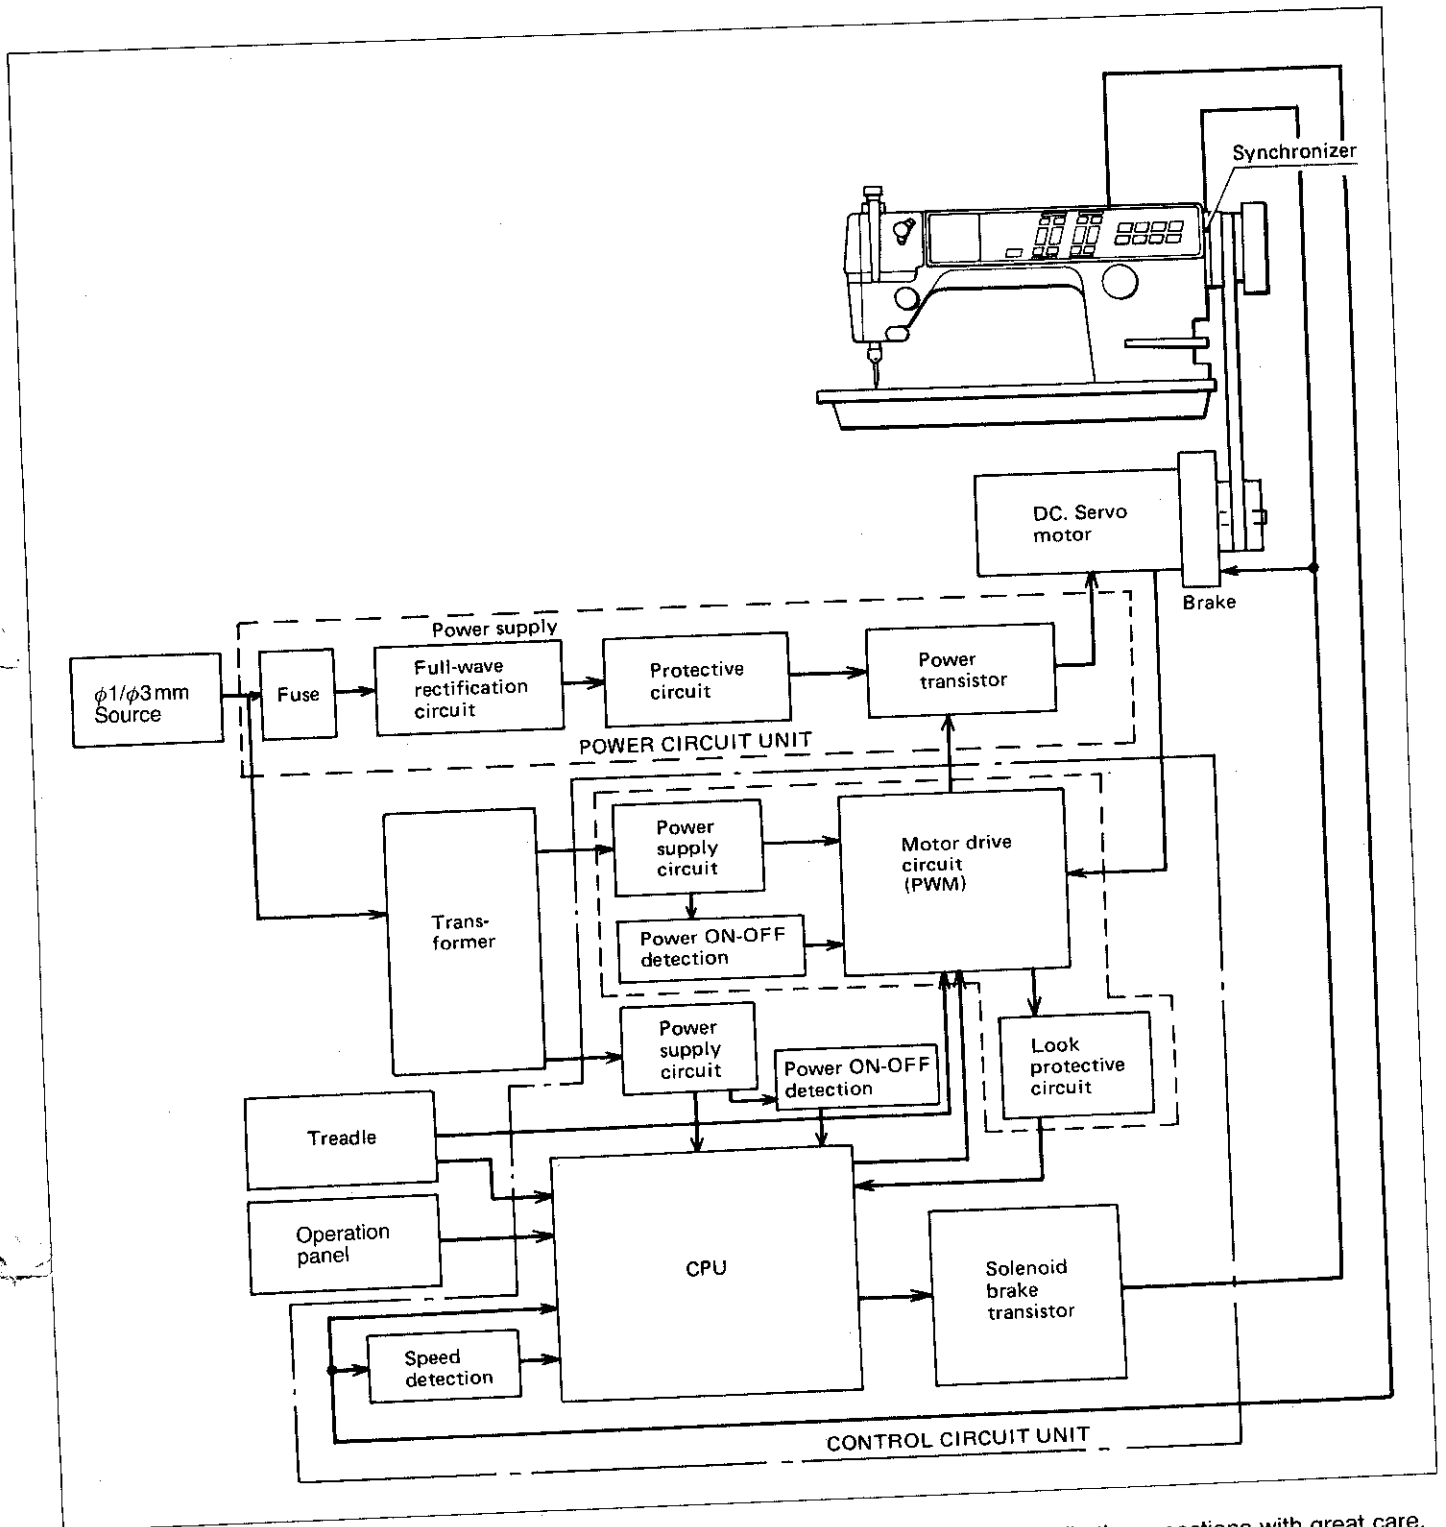 Synchronizer
DC. Servo
motor
Brake
Power supply
ϕ1/ϕ3mm
Source
Fuse
Full-wave
rectification
circuit
Protective
circuit
Power
transistor
POWER CIRCUIT UNIT
Trans-
former
Power
supply
circuit
Motor drive
circuit
(PWM)
Power ON-OFF
detection
Power
supply
circuit
Power ON-OFF
detection
Look
protective
circuit
Treadle
Operation
panel
CPU
Solenoid
brake
transistor
Speed
detection
CONTROL CIRCUIT UNIT
with great care.